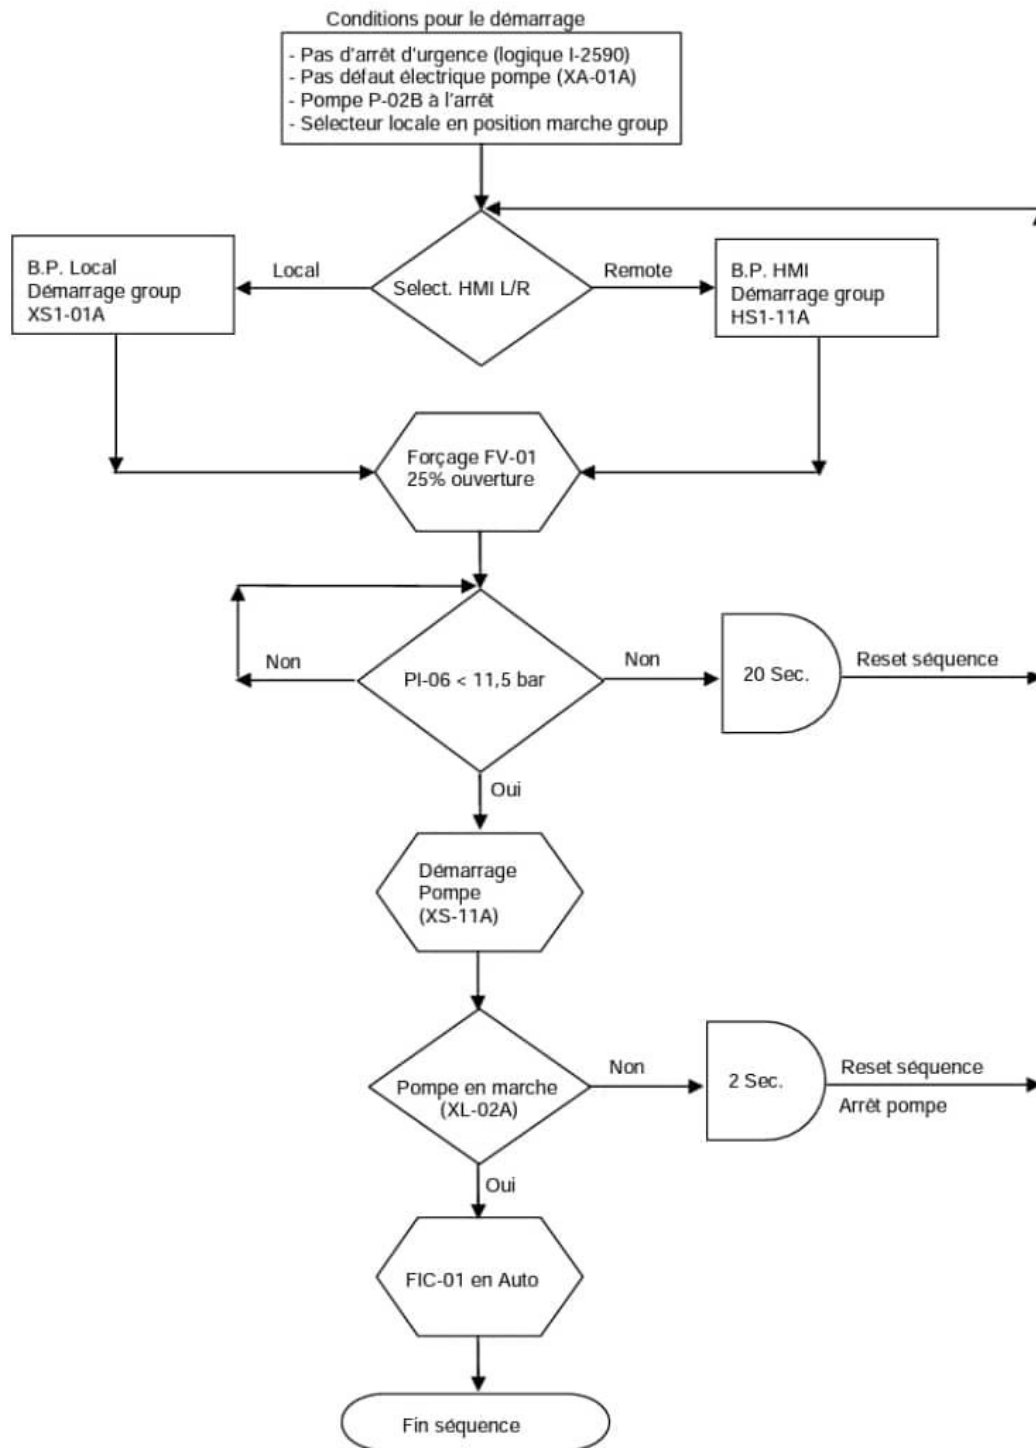 Conditions pour le démarrage
- Pas d'arrêt d'urgence (logique I-2590)
- Pas défaut électrique pompe (XA-01A)
- Pompe P-02B à l'arrêt
- Sélecteur locale en position marche group
B.P. Local
Démarrage group
XS1-01A
Local
Select. HMI L/R
Remote
B.P. HMI
Démarrage group
HS1-11A
Forçage FV-01
25% ouverture
Non
PI-06 < 11,5 bar
Non
20 Sec.
Reset séquence
Oui
Démarrage
Pompe
(XS-11A)
Pompe en marche
(XL-02A)
Non
2 Sec.
Reset séquence
Arrêt pompe
Oui
FIC-01 en Auto
Fin séquence